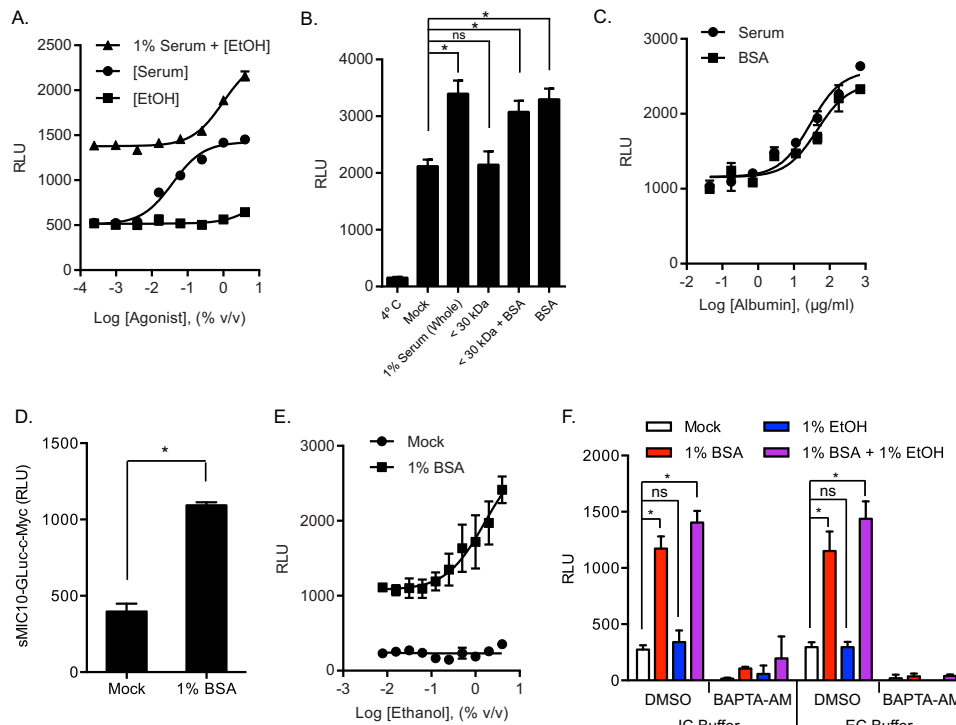 A.
1% Serum + [EtOH]
[Serum]
[EtOH]
RLU
2500
2000
1500
1000
500
0
-4 -3 -2 -1 0 1
Log [Agonist], (% v/v)
B.
RLU
4000
3000
2000
1000
0
* 
*
ns
*
4º C
Mock
1% Serum (Whole)
< 30 kDa
< 30 kDa + BSA
BSA
C.
Serum
BSA
RLU
3000
2000
1000
0
-2 -1 0 1 2 3
Log [Albumin], (µg/ml)
D.
sMIC10-GLuc-c-Myc (RLU)
1500
1000
500
0
*
Mock 1% BSA
E.
Mock
1% BSA
RLU
3000
2000
1000
0
-3 -2 -1 0 1
Log [Ethanol], (% v/v)
F.
Mock
1% EtOH
1% BSA
1% BSA + 1% EtOH
RLU
2000
1500
1000
500
0
*
ns
*
*
ns
*
DMSO BAPTA-AM DMSO BAPTA-AM